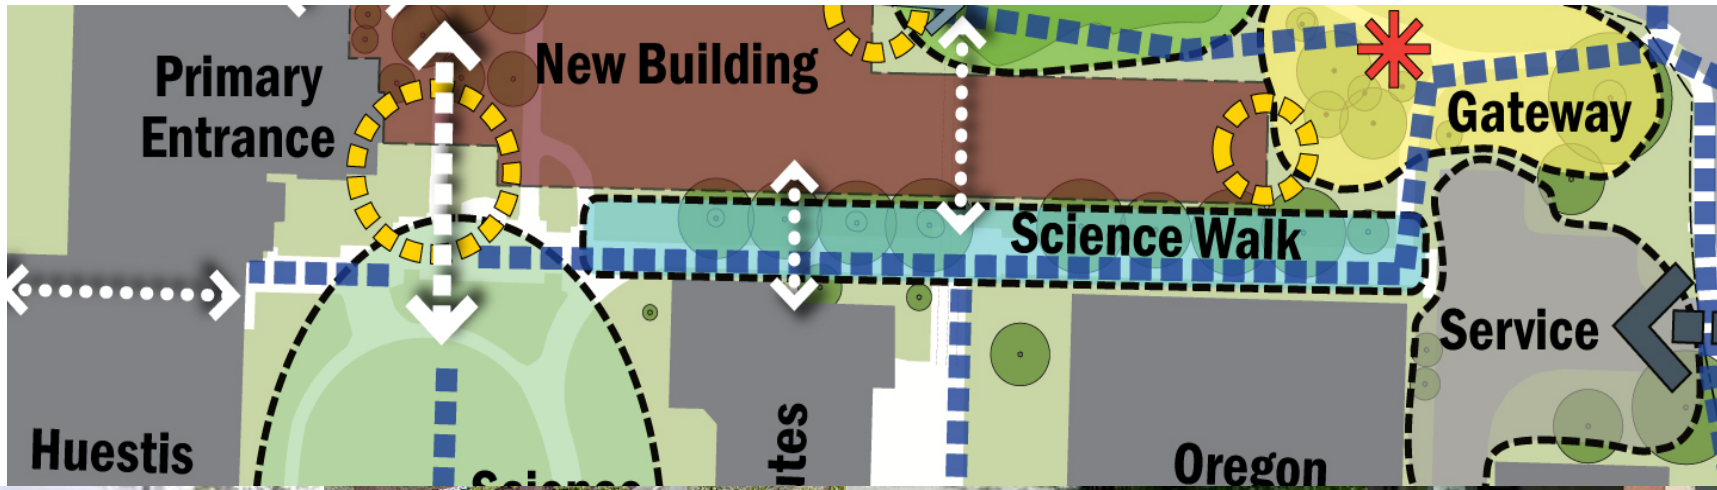 Primary
Entrance
New Building
Gateway
Science Walk
Service
Huestis
Oregon